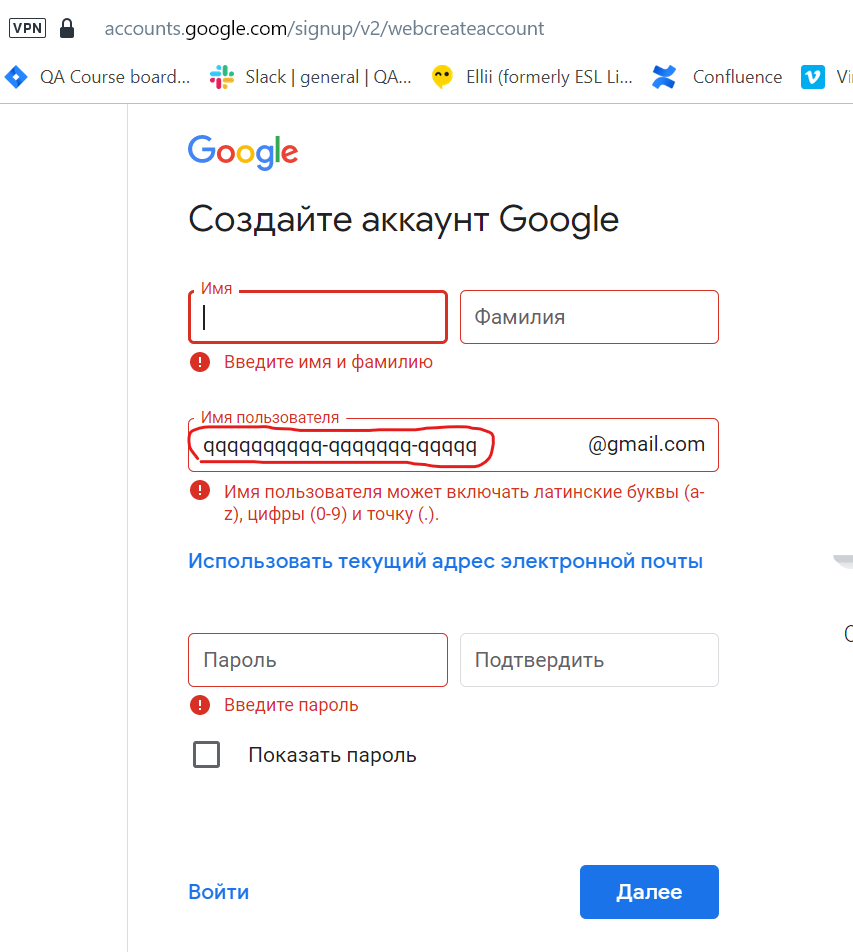 VPN accounts.google.com/signup/v2/webcreateaccount
QA Course board... Slack | general | QA... Ellii (formerly ESL Li... Confluence
Google
Создайте аккаунт Google
Имя
Фамилия
Введите имя и фамилию
Имя пользователя
qqqqqqqqqq-qqqqqqq-qqqqq @gmail.com
Имя пользователя может включать латинские буквы (a-
z), цифры (0-9) и точку (.).
Использовать текущий адрес электронной почты
Пароль Подтвердить
Введите пароль
Показать пароль
Войти Далее